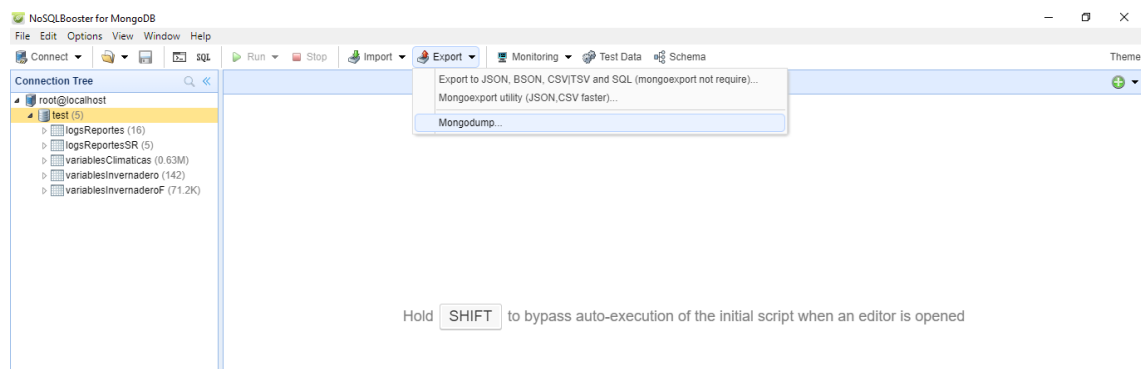 NoSQLBooster for MongoDB
File Edit Options View Window Help
Connect SQL Run Stop Import Export Monitoring Test Data Schema Theme
Connection Tree
Export to JSON, BSON, CSV|TSV and SQL (mongoexport not require)...
Mongoexport utility (JSON,CSV faster)...
Mongodump...
root@localhost
test (5)
logsReportes (16)
logsReportesSR (5)
variablesClimaticas (0.63M)
variablesInvernadero (142)
variablesInvernaderoF (71.2K)
Hold SHIFT to bypass auto-execution of the initial script when an editor is opened